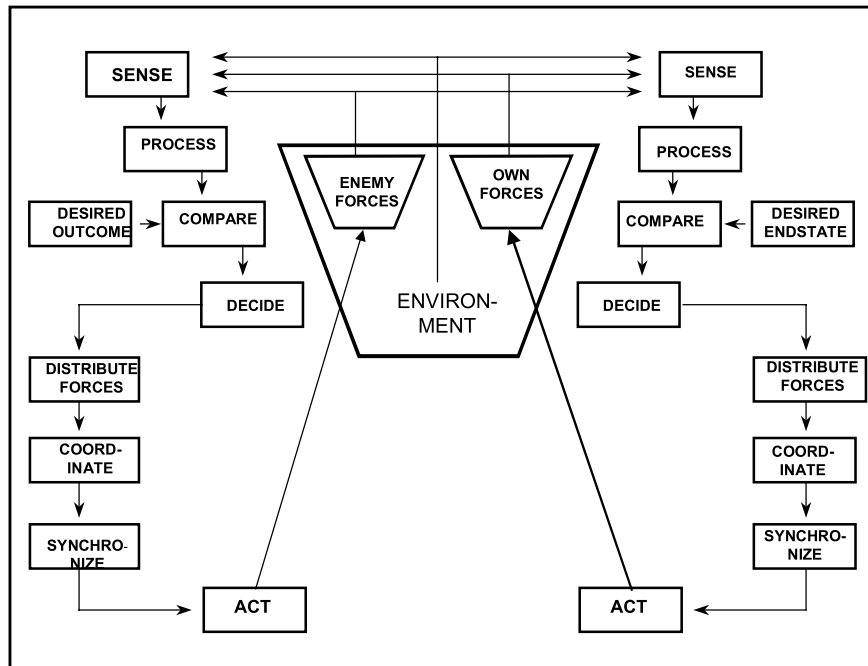 SENSE
PROCESS
DESIRED
OUTCOME
COMPARE
DECIDE
DISTRIBUTE
FORCES
COORD-
INATE
SYNCHRO-
NIZE
ACT
ENEMY
FORCES
OWN
FORCES
ENVIRON-
MENT
SENSE
PROCESS
COMPARE
DESIRED
ENDSTATE
DECIDE
DISTRIBUTE
FORCES
COORD-
INATE
SYNCHRO-
NIZE
ACT